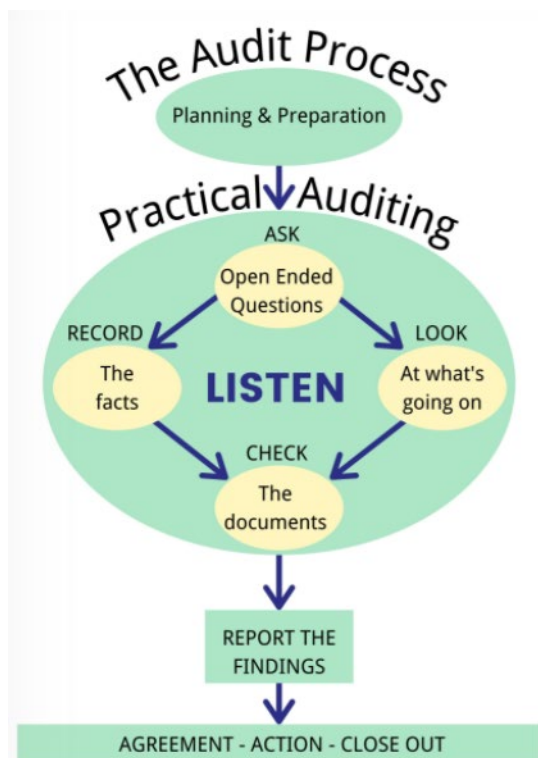 The Audit Process
Planning & Preparation
Practical Auditing
ASK
Open Ended
Questions
RECORD
LOOK
The
facts
LISTEN
At what's
going on
CHECK
The
documents
REPORT THE
FINDINGS
AGREEMENT - ACTION - CLOSE OUT